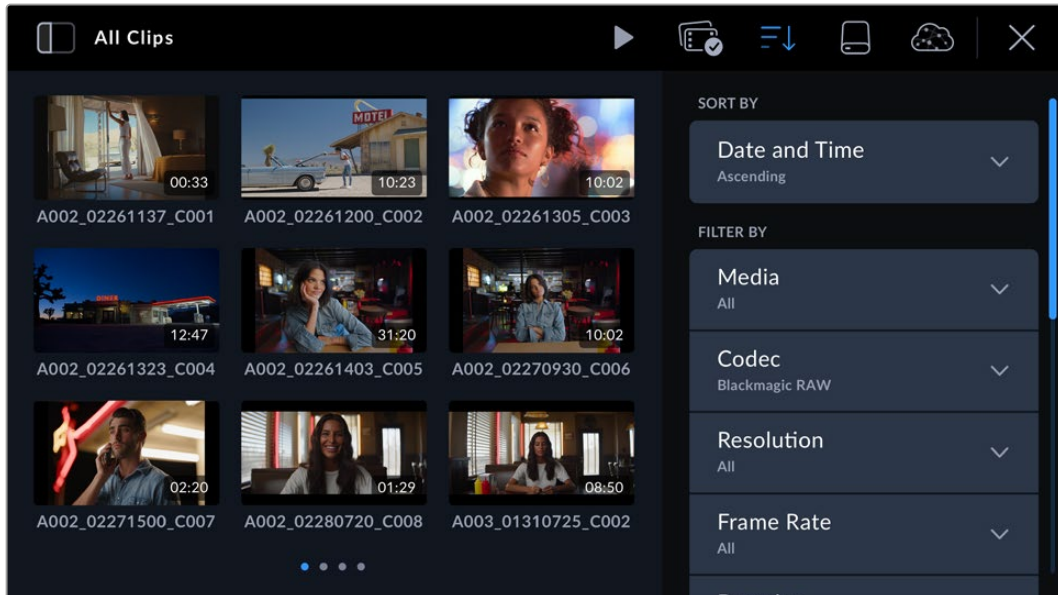 All Clips
MOTEL
00:33
10:23
10:02
A002_02261137_C001
A002_02261200_C002
A002_02261305_C003
DINER
12:47
31:20
10:02
A002_02261323_C004
A002_02261403_C005
A002_02270930_C006
02:20
01:29
08:50
A002_02271500_C007
A002_02280720_C008
A003_01310725_C002
SORT BY
Date and Time
Ascending
FILTER BY
Media
All
Codec
Blackmagic RAW
Resolution
All
Frame Rate
All